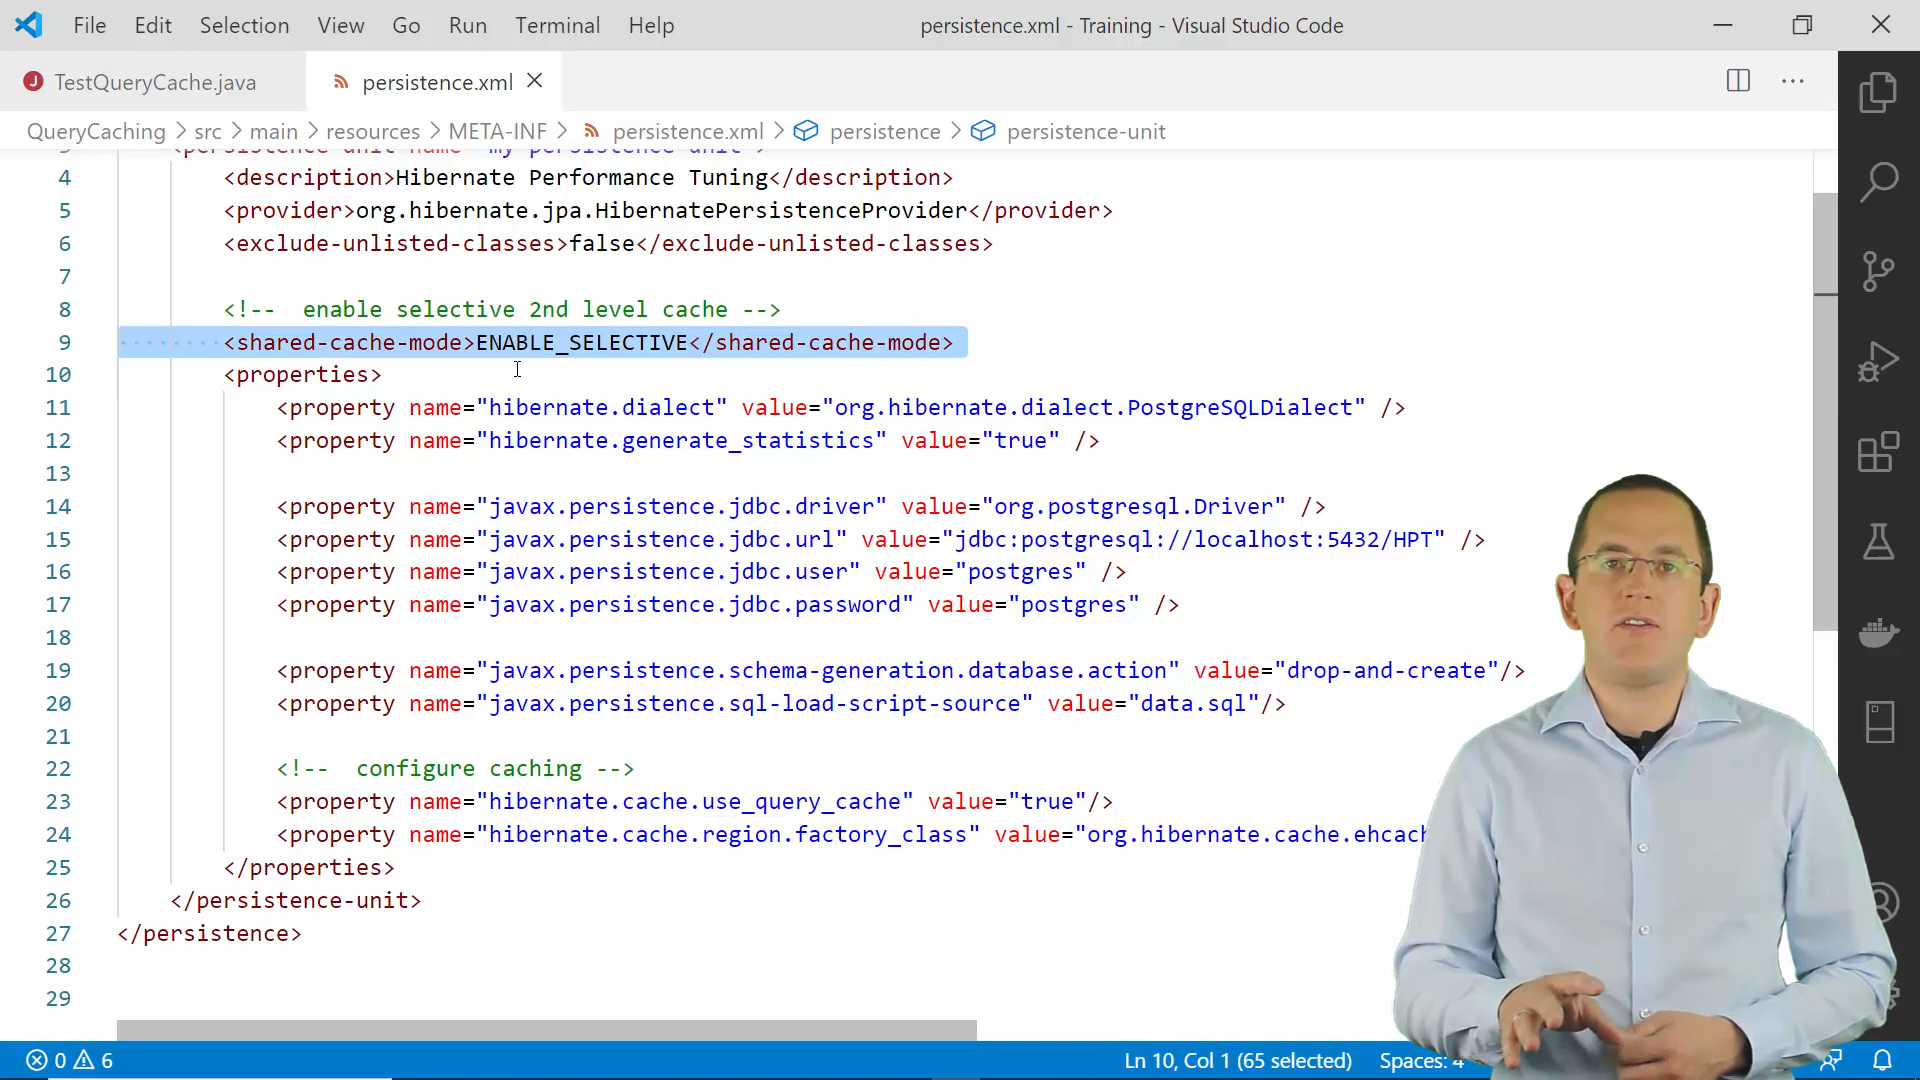 File Edit Selection View Go Run Terminal Help persistence.xml - Training - Visual Studio Code
TestQueryCache.java persistence.xml
QueryCaching > src > main > resources > META-INF > persistence.xml > persistence > persistence-unit
4 <description>Hibernate Performance Tuning</description>
5 <provider>org.hibernate.jpa.HibernatePersistenceProvider</provider>
6 <exclude-unlisted-classes>false</exclude-unlisted-classes>
7
8 <!--  enable selective 2nd level cache -->
9 <shared-cache-mode>ENABLE_SELECTIVE</shared-cache-mode>
10 <properties>
11 <property name="hibernate.dialect" value="org.hibernate.dialect.PostgreSQLDialect" />
12 <property name="hibernate.generate_statistics" value="true" />
13
14 <property name="javax.persistence.jdbc.driver" value="org.postgresql.Driver" />
15 <property name="javax.persistence.jdbc.url" value="jdbc:postgresql://localhost:5432/HPT" />
16 <property name="javax.persistence.jdbc.user" value="postgres" />
17 <property name="javax.persistence.jdbc.password" value="postgres" />
18
19 <property name="javax.persistence.schema-generation.database.action" value="drop-and-create"/>
20 <property name="javax.persistence.sql-load-script-source" value="data.sql"/>
21
22 <!--  configure caching -->
23 <property name="hibernate.cache.use_query_cache" value="true"/>
24 <property name="hibernate.cache.region.factory_class" value="org.hibernate.cache.ehcach
25 </properties>
26 </persistence-unit>
27 </persistence>
28
29
0 6 Ln 10, Col 1 (65 selected) Spaces: 4